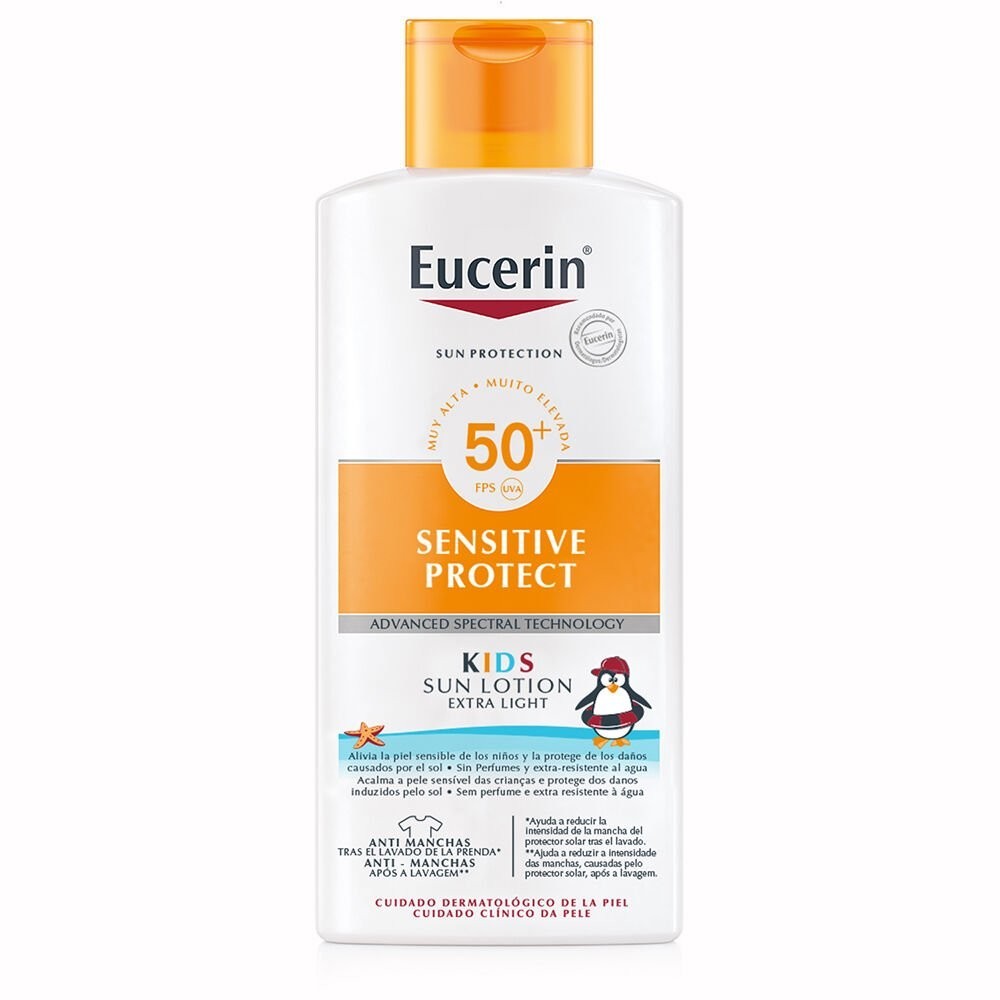 Eucerin®
SUN PROTECTION
Recomendado por
Eucerin
Dermatólogos/Dermatologistas
MUY ALTA • MUITO ELEVADA
50+
FPS UVA
SENSITIVE
PROTECT
ADVANCED SPECTRAL TECHNOLOGY
KIDS
SUN LOTION
EXTRA LIGHT
Alivia la piel sensible de los niños y la protege de los daños
causados por el sol • Sin Perfumes y extra-resistente al agua
Acalma a pele sensível das crianças e protege dos danos
induzidos pelo sol • Sem perfume e extra resistente à água
ANTI MANCHAS
TRAS EL LAVADO DE LA PRENDA*
ANTI - MANCHAS
APÓS A LAVAGEM**
*Ayuda a reducir la
intensidad de la mancha del
protector solar tras el lavado.
**Ajuda a reduzir a intensidade
das manchas, causadas pelo
protector solar, após a lavagem.
CUIDADO DERMATOLÓGICO DE LA PIEL
CUIDADO CLÍNICO DA PELE